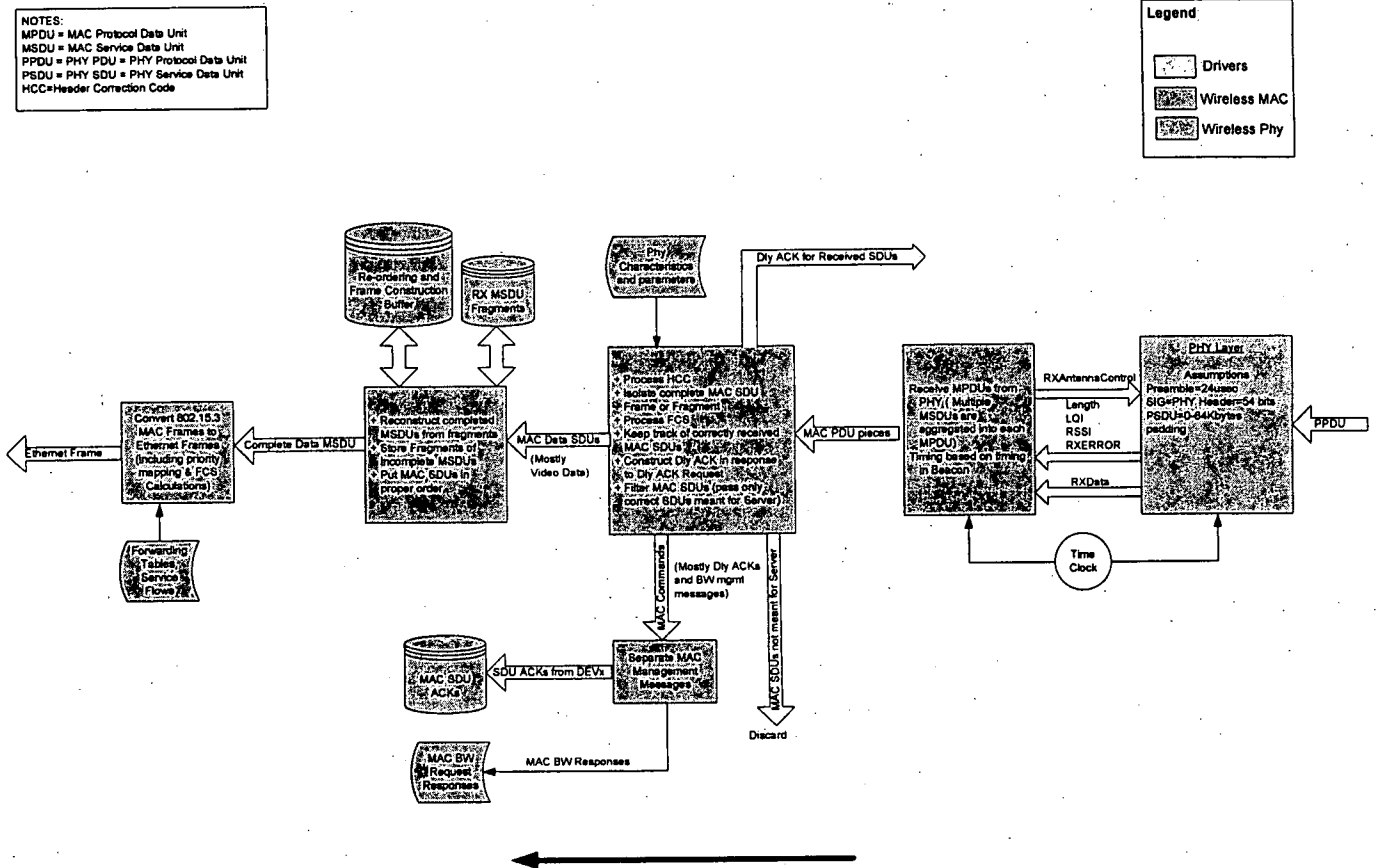 NOTES:
MPDU = MAC Protocol Data Unit
MSDU = MAC Service Data Unit
PPDU = PHY PDU = PHY Protocol Data Unit
PSDU = PHY SDU = PHY Service Data Unit
HCC=Header Correction Code
Legend
Drivers
Wireless MAC
Wireless Phy
Re-ordering and
Frame Construction
Buffer
RX MSDU
Fragments
Phy
Characteristics
and parameters
Dly ACK for Received SDUs
Ethernet Frame
Convert 802.15.3
MAC Frames to
Ethernet Frames
(including priority
mapping & FCS
Calculations)
Forwarding
Tables,
Service
Flows
Complete Data MSDU
+ Reconstruct completed
MSDUs from fragments
Store Fragments of
Incomplete MSDUs
+ Put MAC SDUs in
proper order
MAC Data SDUs
(Mostly
Video Data)
+ Process HCC
+ Isolate complete MAC SDU
Frame or Fragment
+ Process FCS
+ Keep track of correctly received
MAC SDUs
+ Construct Dly ACK in response
to Dly ACK Request
+ Filter MAC SDUs (pass only
correct SDUs meant for Server)
MAC PDU pieces
Receive MPDUs from
PHY ( Multiple
MSDUs are
aggregated into each
MPDU)
Timing based on timing
in Beacon
RXAntennaControl
Length
LQI
RSSI
RXERROR
RXData
PHY Layer
Assumptions
Preamble=24usec
SIG=PHY Header=54 bits
PSDU=0-64Kbytes
padding
PPDU
Time
Clock
MAC Commands
(Mostly Dly ACKs
and BW mgmt
messages)
MAC SDUs not meant for Server
Discard
Separate MAC
Management
Messages
SDU ACKs from DEVx
MAC SDU
ACKs
MAC BW Responses
MAC BW
Request
Responses